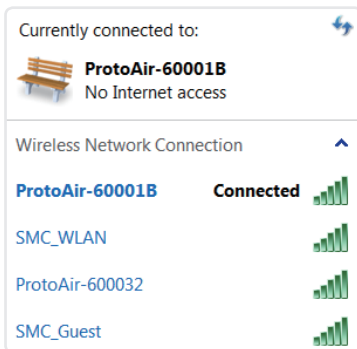 Currently connected to:
ProtoAir-60001B
No Internet access
Wireless Network Connection
ProtoAir-60001B Connected
SMC_WLAN
ProtoAir-600032
SMC_Guest